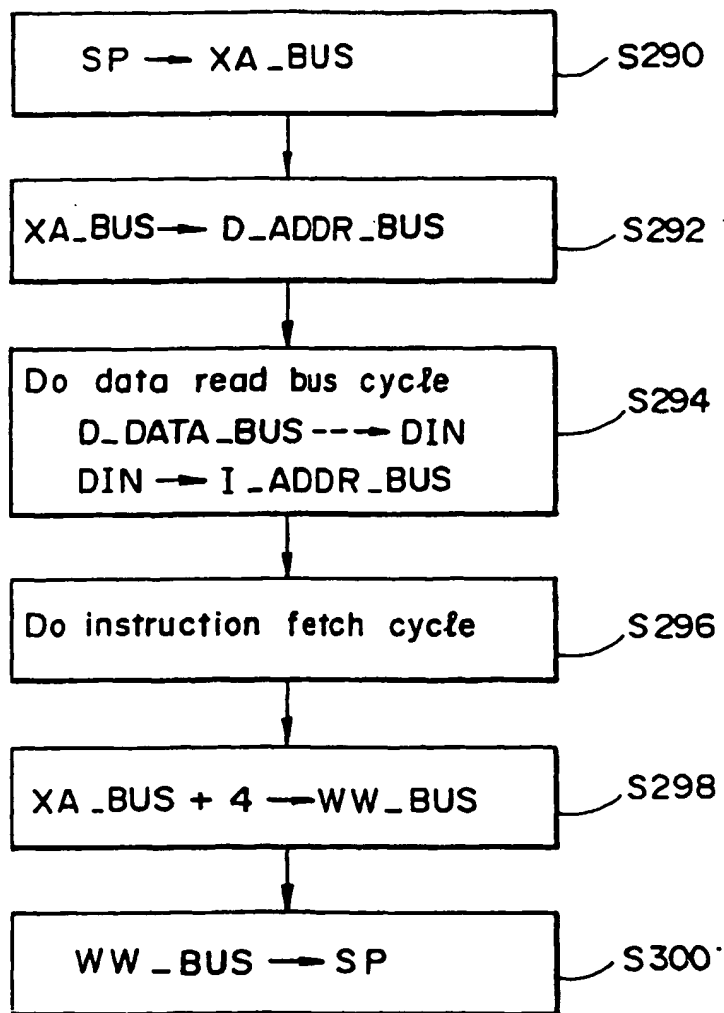 SP → XA_BUS
S290
XA_BUS → D_ADDR_BUS
S292
Do data read bus cycle
D_DATA_BUS ---→ DIN
DIN → I_ADDR_BUS
S294
Do instruction fetch cycle
S296
XA_BUS + 4 → WW_BUS
S298
WW_BUS → SP
S300